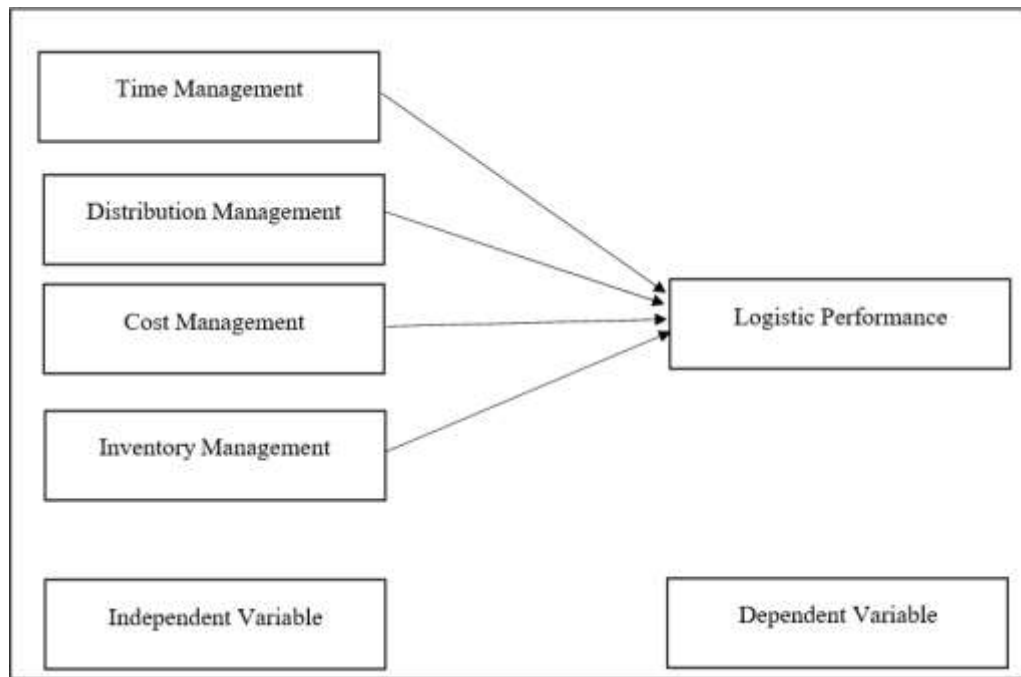 Time Management
Distribution Management
Cost Management
Logistic Performance
Inventory Management
Independent Variable
Dependent Variable